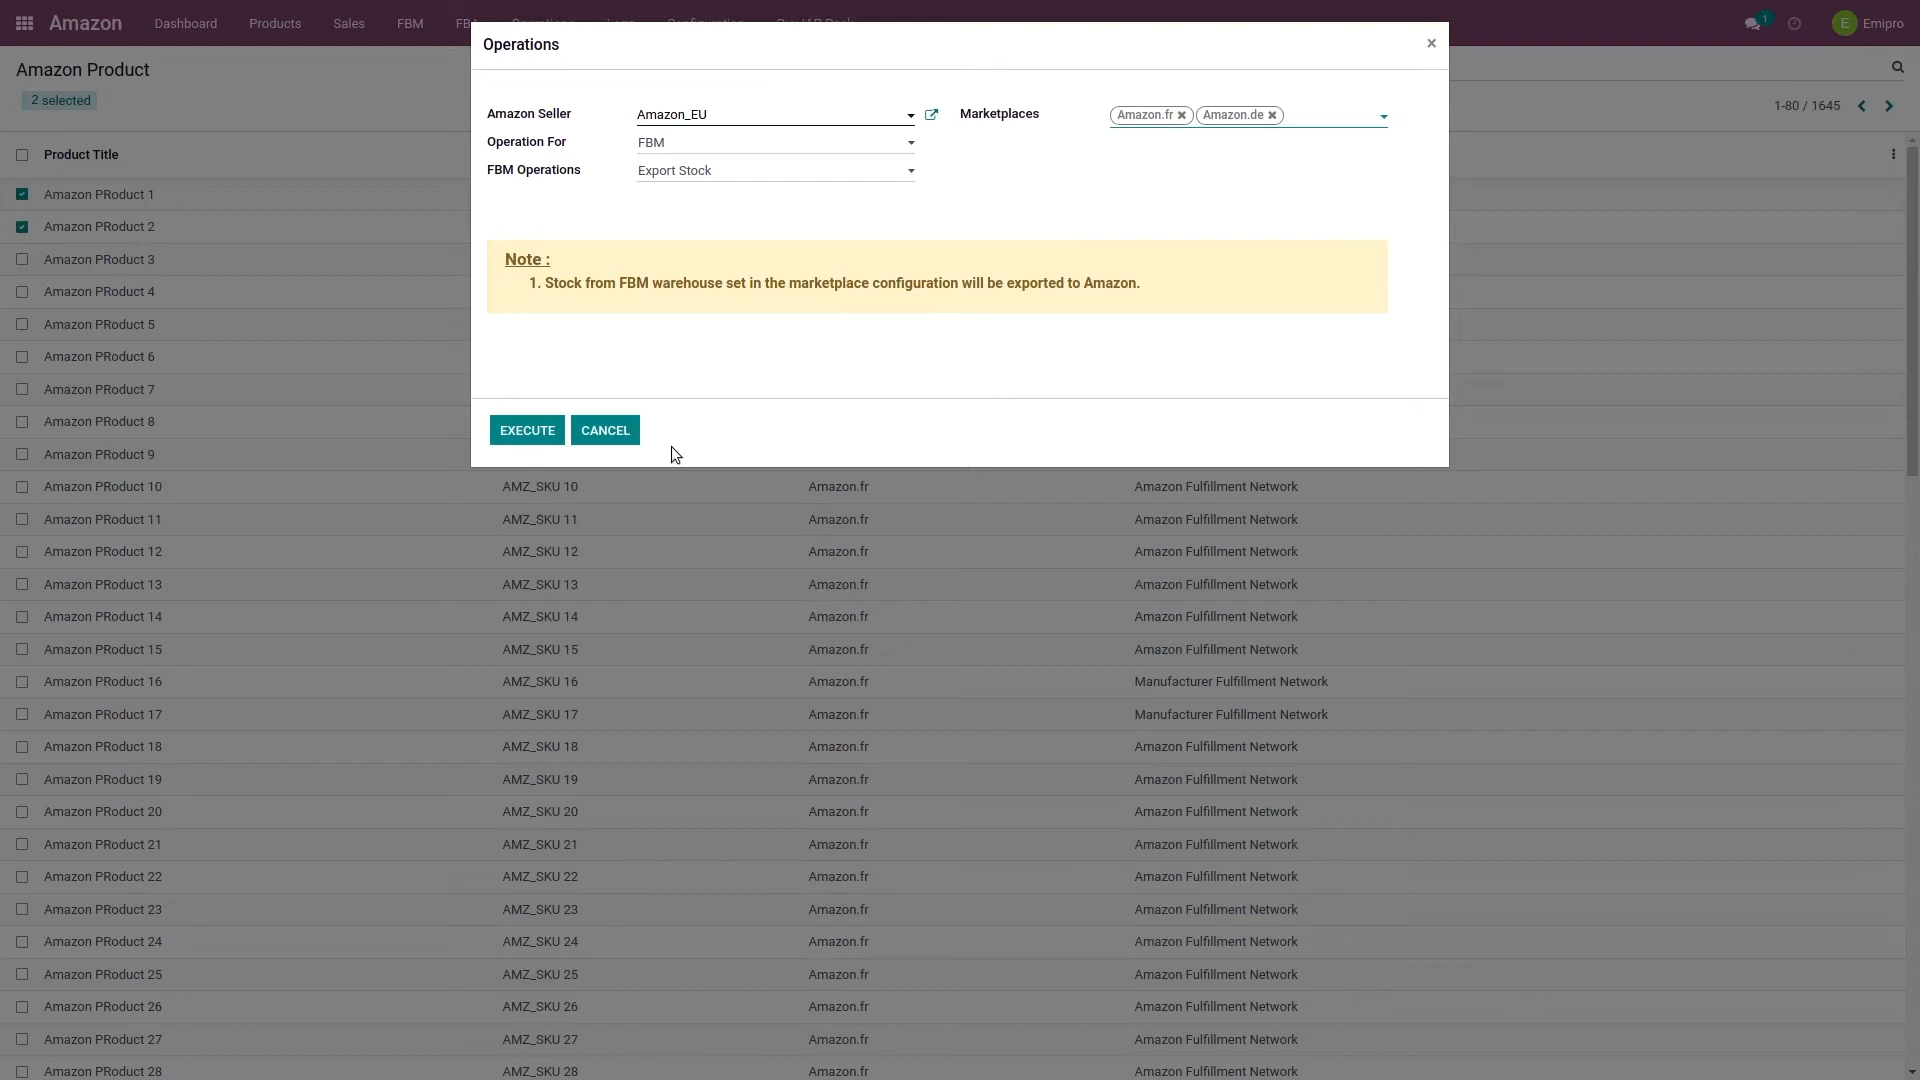 Amazon Dashboard Products Sales FBM FBA Operations Logs Configuration Buy IAP Pack 1 E Emipro
Operations ×
Amazon Product
2 selected
1-80 / 1645
Amazon Seller Amazon_EU Marketplaces Amazon.fr Amazon.de
Operation For FBM
FBM Operations Export Stock
Note :
1. Stock from FBM warehouse set in the marketplace configuration will be exported to Amazon.
EXECUTE CANCEL
Product Title
Amazon PRoduct 1
Amazon PRoduct 2
Amazon PRoduct 3
Amazon PRoduct 4
Amazon PRoduct 5
Amazon PRoduct 6
Amazon PRoduct 7
Amazon PRoduct 8
Amazon PRoduct 9
Amazon PRoduct 10 AMZ_SKU 10 Amazon.fr Amazon Fulfillment Network
Amazon PRoduct 11 AMZ_SKU 11 Amazon.fr Amazon Fulfillment Network
Amazon PRoduct 12 AMZ_SKU 12 Amazon.fr Amazon Fulfillment Network
Amazon PRoduct 13 AMZ_SKU 13 Amazon.fr Amazon Fulfillment Network
Amazon PRoduct 14 AMZ_SKU 14 Amazon.fr Amazon Fulfillment Network
Amazon PRoduct 15 AMZ_SKU 15 Amazon.fr Amazon Fulfillment Network
Amazon PRoduct 16 AMZ_SKU 16 Amazon.fr Manufacturer Fulfillment Network
Amazon PRoduct 17 AMZ_SKU 17 Amazon.fr Manufacturer Fulfillment Network
Amazon PRoduct 18 AMZ_SKU 18 Amazon.fr Amazon Fulfillment Network
Amazon PRoduct 19 AMZ_SKU 19 Amazon.fr Amazon Fulfillment Network
Amazon PRoduct 20 AMZ_SKU 20 Amazon.fr Amazon Fulfillment Network
Amazon PRoduct 21 AMZ_SKU 21 Amazon.fr Amazon Fulfillment Network
Amazon PRoduct 22 AMZ_SKU 22 Amazon.fr Amazon Fulfillment Network
Amazon PRoduct 23 AMZ_SKU 23 Amazon.fr Amazon Fulfillment Network
Amazon PRoduct 24 AMZ_SKU 24 Amazon.fr Amazon Fulfillment Network
Amazon PRoduct 25 AMZ_SKU 25 Amazon.fr Amazon Fulfillment Network
Amazon PRoduct 26 AMZ_SKU 26 Amazon.fr Amazon Fulfillment Network
Amazon PRoduct 27 AMZ_SKU 27 Amazon.fr Amazon Fulfillment Network
Amazon PRoduct 28 AMZ_SKU 28 Amazon.fr Amazon Fulfillment Network